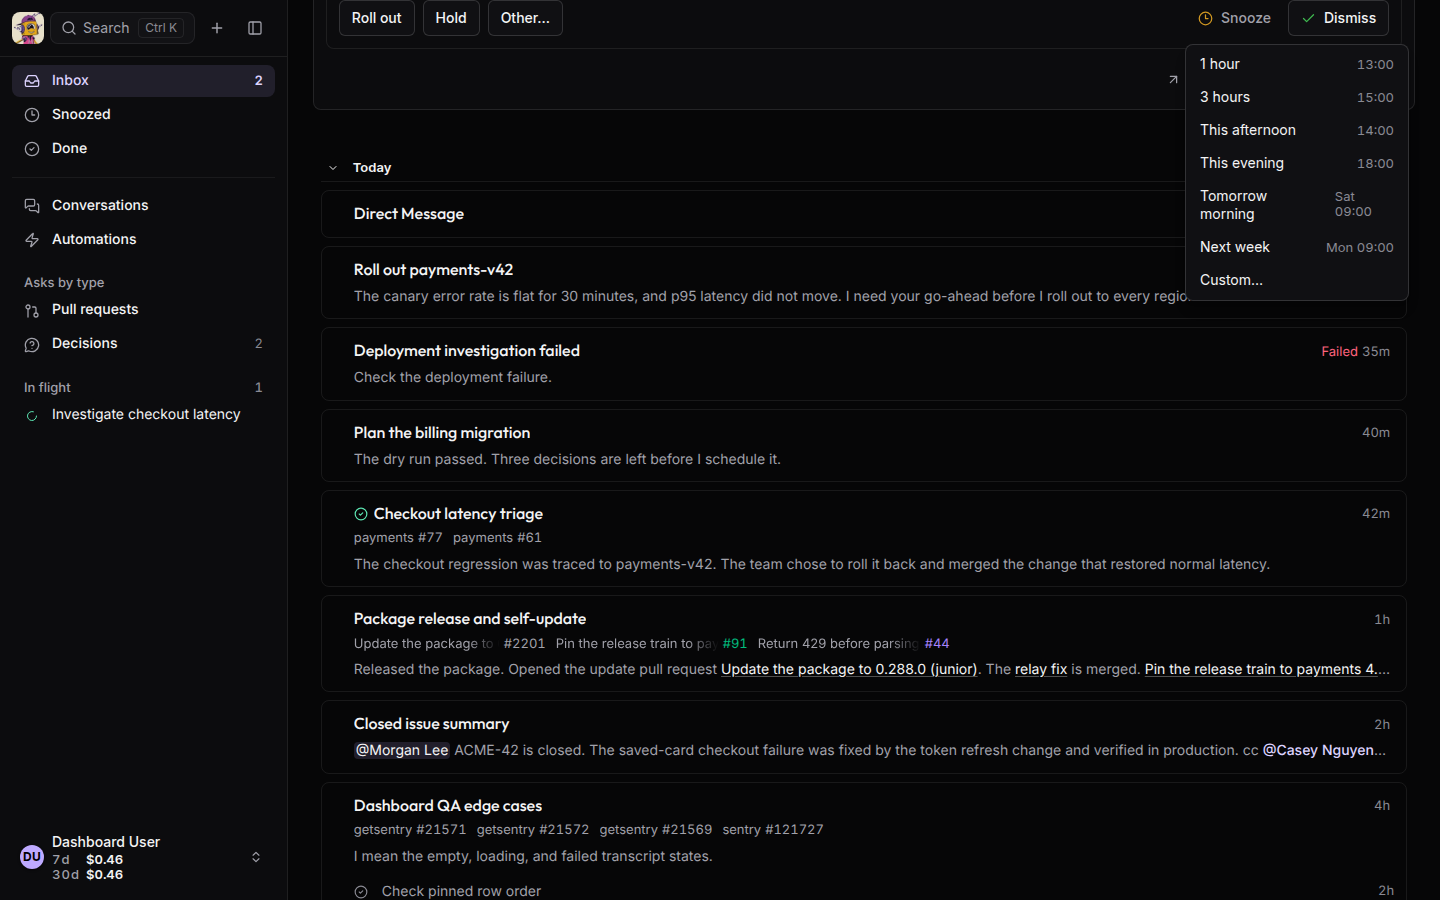 Search Ctrl K
Inbox 2
Snoozed
Done
Conversations
Automations
Asks by type
Pull requests
Decisions 2
In flight 1
Investigate checkout latency
DU Dashboard User
7d $0.46
30d $0.46
Roll out Hold Other... Snooze Dismiss
1 hour 13:00
3 hours 15:00
This afternoon 14:00
This evening 18:00
Tomorrow morning Sat 09:00
Next week Mon 09:00
Custom...
Today
Direct Message
Roll out payments-v42
The canary error rate is flat for 30 minutes, and p95 latency did not move. I need your go-ahead before I roll out to every regio
Deployment investigation failed Failed 35m
Check the deployment failure.
Plan the billing migration 40m
The dry run passed. Three decisions are left before I schedule it.
Checkout latency triage 42m
payments #77 payments #61
The checkout regression was traced to payments-v42. The team chose to roll it back and merged the change that restored normal latency.
Package release and self-update 1h
Update the package to #2201 Pin the release train to pay #91 Return 429 before parsing #44
Released the package. Opened the update pull request Update the package to 0.288.0 (junior). The relay fix is merged. Pin the release train to payments 4....
Closed issue summary 2h
@Morgan Lee ACME-42 is closed. The saved-card checkout failure was fixed by the token refresh change and verified in production. cc @Casey Nguyen...
Dashboard QA edge cases 4h
getsentry #21571 getsentry #21572 getsentry #21569 sentry #121727
I mean the empty, loading, and failed transcript states.
Check pinned row order 2h